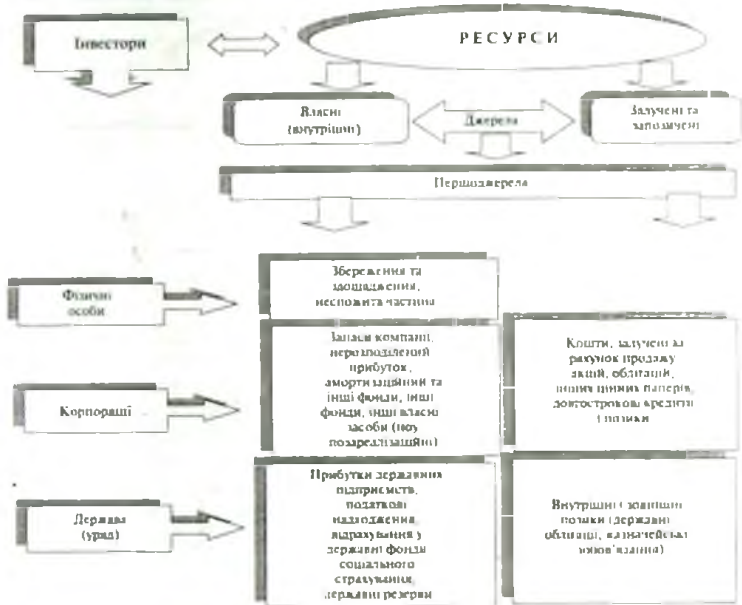 Інвестори
РЕСУРСИ
Власні
(внутрішні)
Джерела
Залучені та
запозичені
Першоджерела
Фізичні
особи
Збереження та
заощадження,
неспожита частина
Корпорації
Запаси компанії,
нерозподілений
прибуток,
амортизаційний та
інші фонди, інші
фонди, інші власні
засоби (ноу
позареалізаційні)
Кошти, залучені за
рахунок продажу
акцій, облігацій,
інших цінних паперів,
довгострокові кредити
і позики
Держава
(уряд)
Прибутки державних
підприємств,
податкові
надходження,
відрахування у
державні фонди
соціального
страхування,
державні резерви
Внутрішні і зовнішні
позики (державні
облігації, казначейські
зобов'язання)